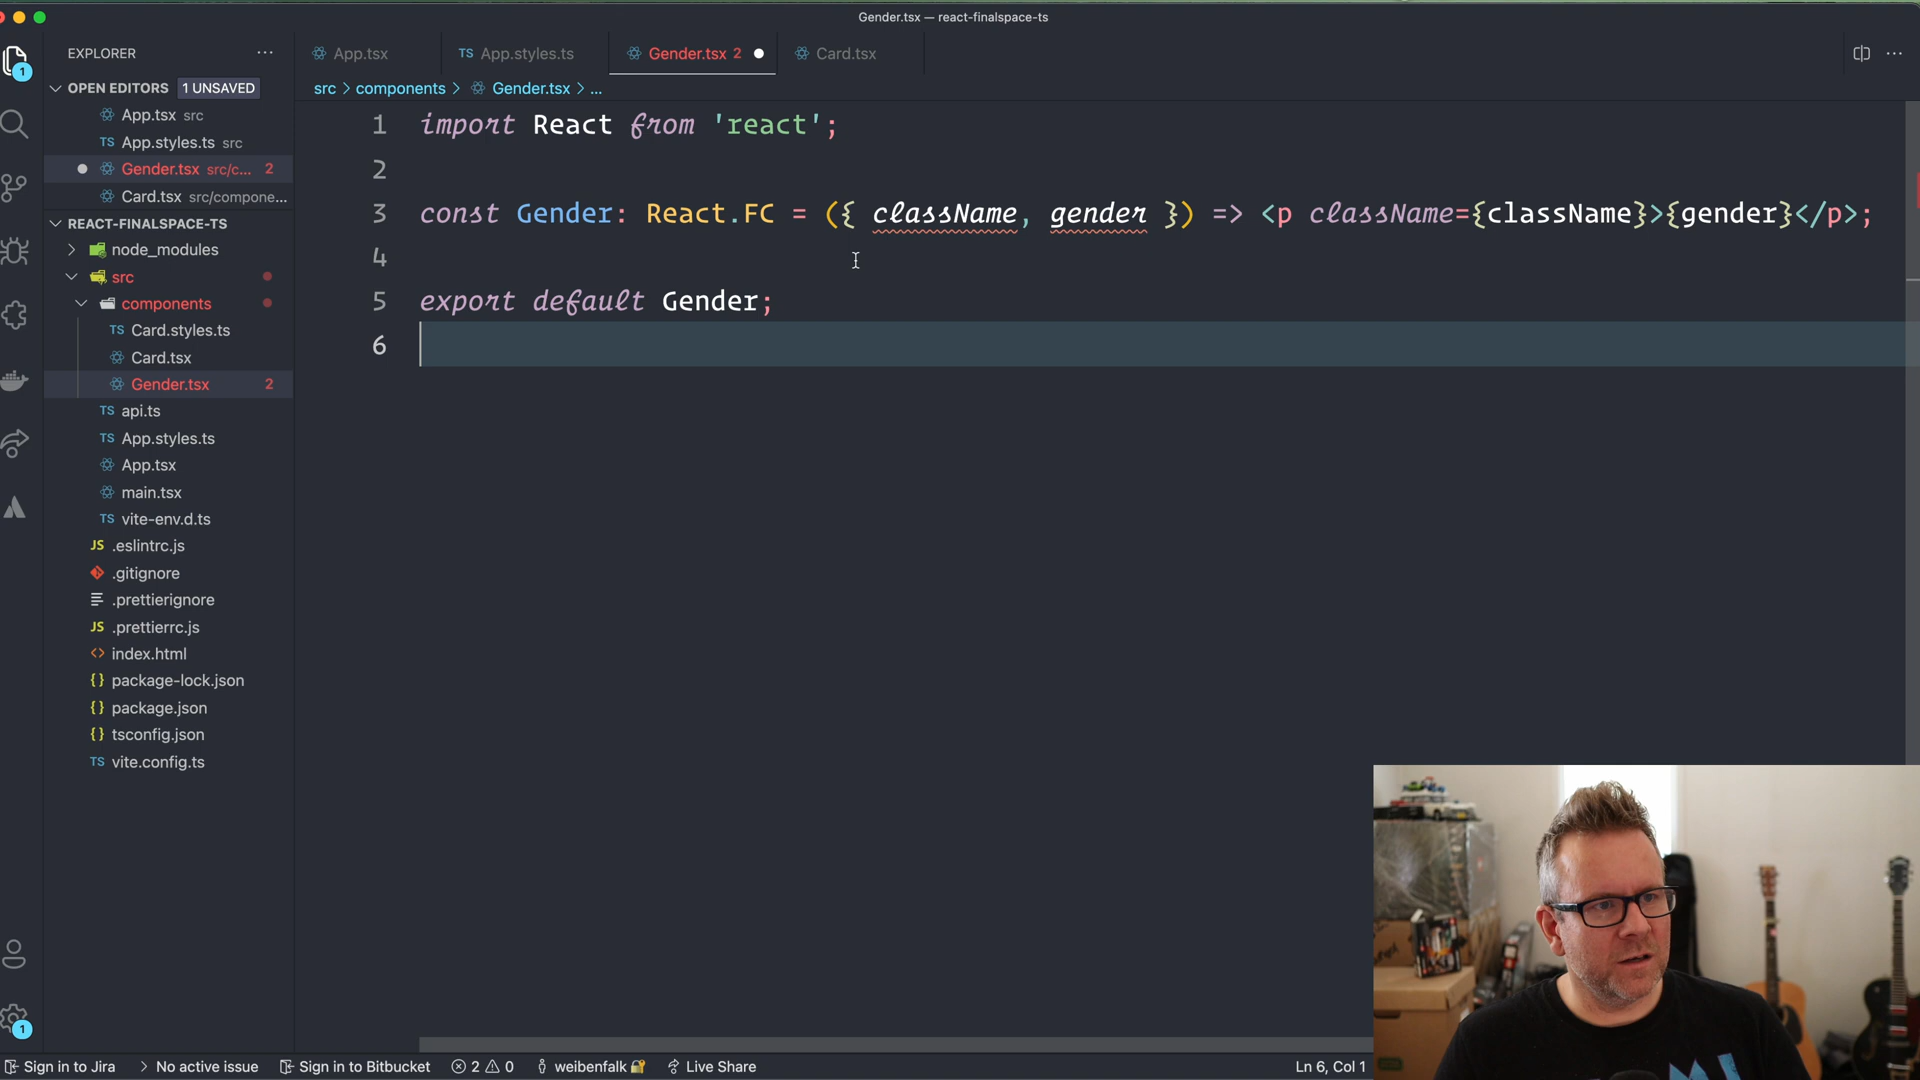 Gender.tsx — react-finalspace-ts
EXPLORER
App.tsx
TS App.styles.ts
Gender.tsx 2
Card.tsx
OPEN EDITORS 1 UNSAVED
src > components > Gender.tsx > ...
App.tsx src
TS App.styles.ts src
Gender.tsx src/c... 2
Card.tsx src/compone...
REACT-FINALSPACE-TS
node_modules
src
components
TS Card.styles.ts
Card.tsx
Gender.tsx 2
TS api.ts
TS App.styles.ts
App.tsx
main.tsx
TS vite-env.d.ts
JS .eslintrc.js
.gitignore
.prettierignore
JS .prettierrc.js
<> index.html
{} package-lock.json
{} package.json
{} tsconfig.json
TS vite.config.ts
1 import React from 'react';
2
3 const Gender: React.FC = ({ className, gender }) => <p className={className}>{gender}</p>;
4
5 export default Gender;
6
1
1
Sign in to Jira
> No active issue
Sign in to Bitbucket
2
0
weibenfalk
Live Share
Ln 6, Col 1